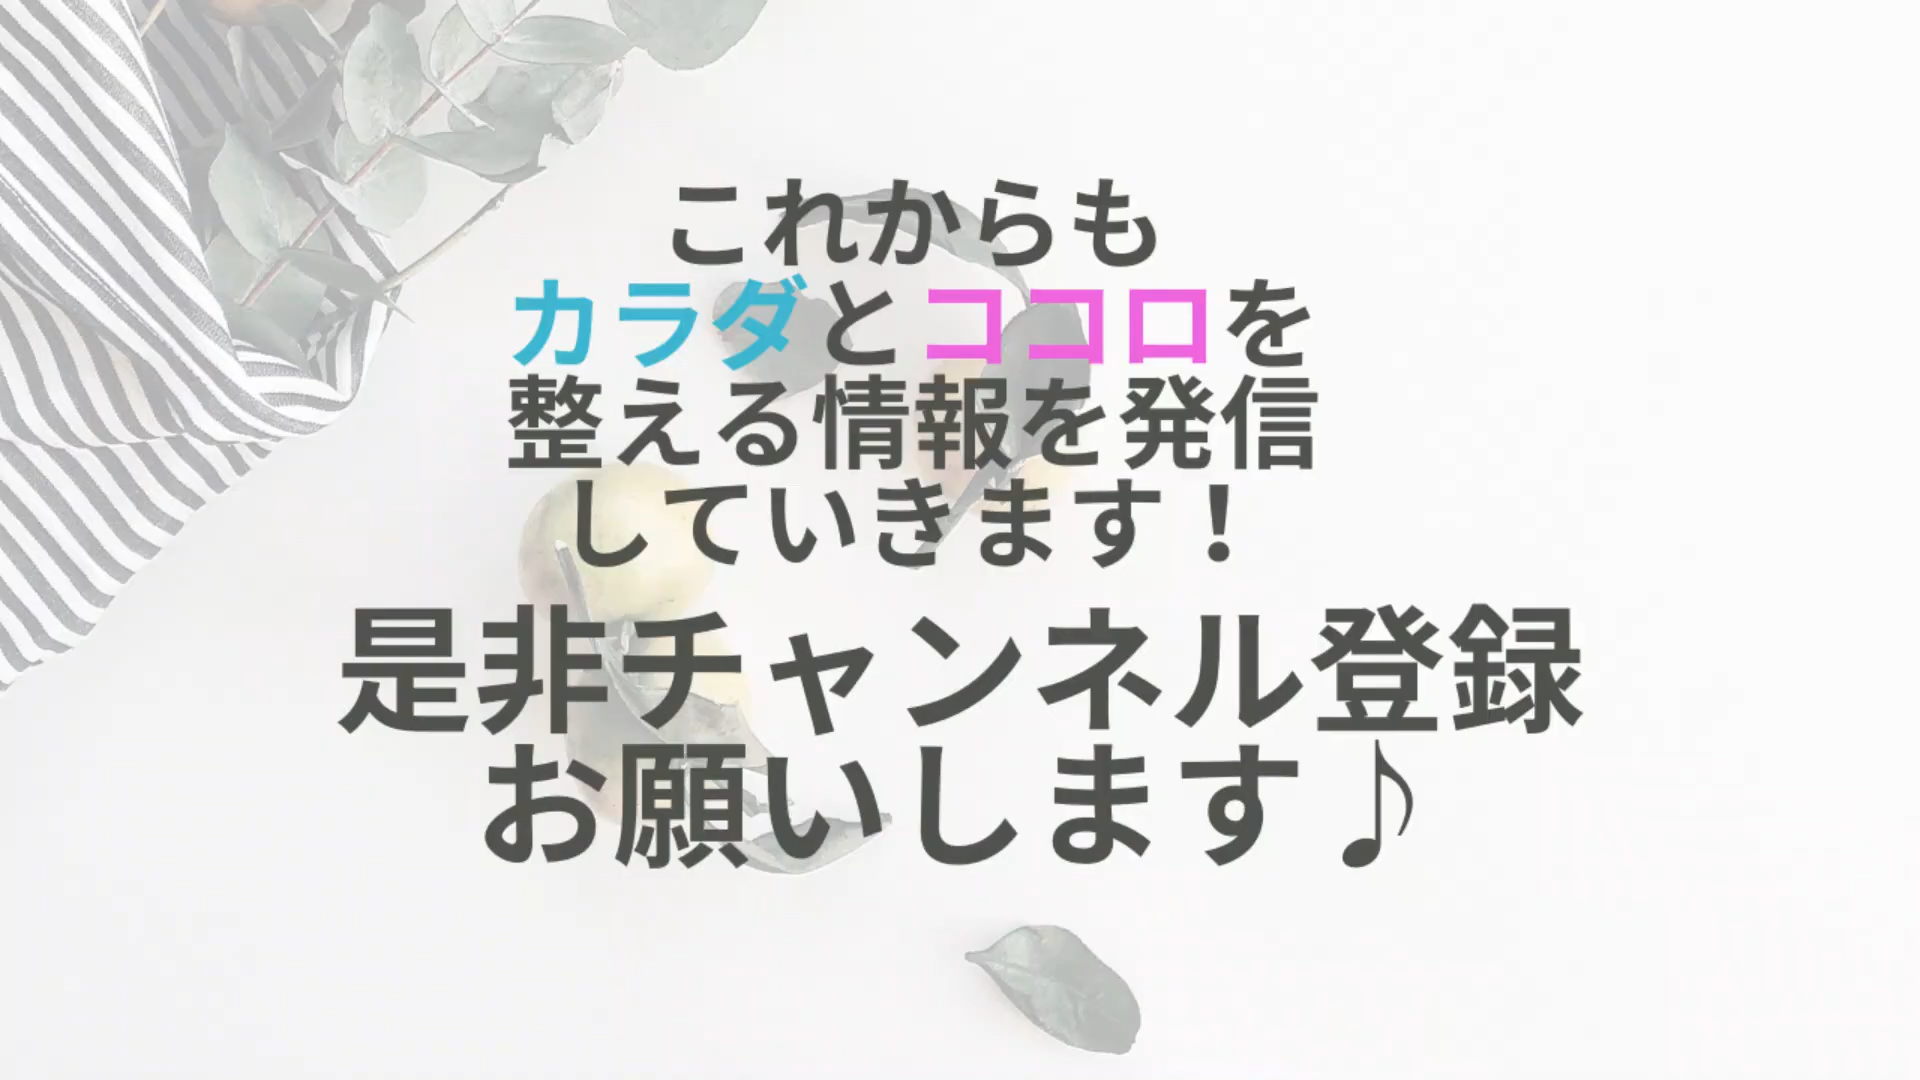 これからも
カラダとココロを
整える情報を発信
していきます！
是非チャンネル登録
お願いします♪